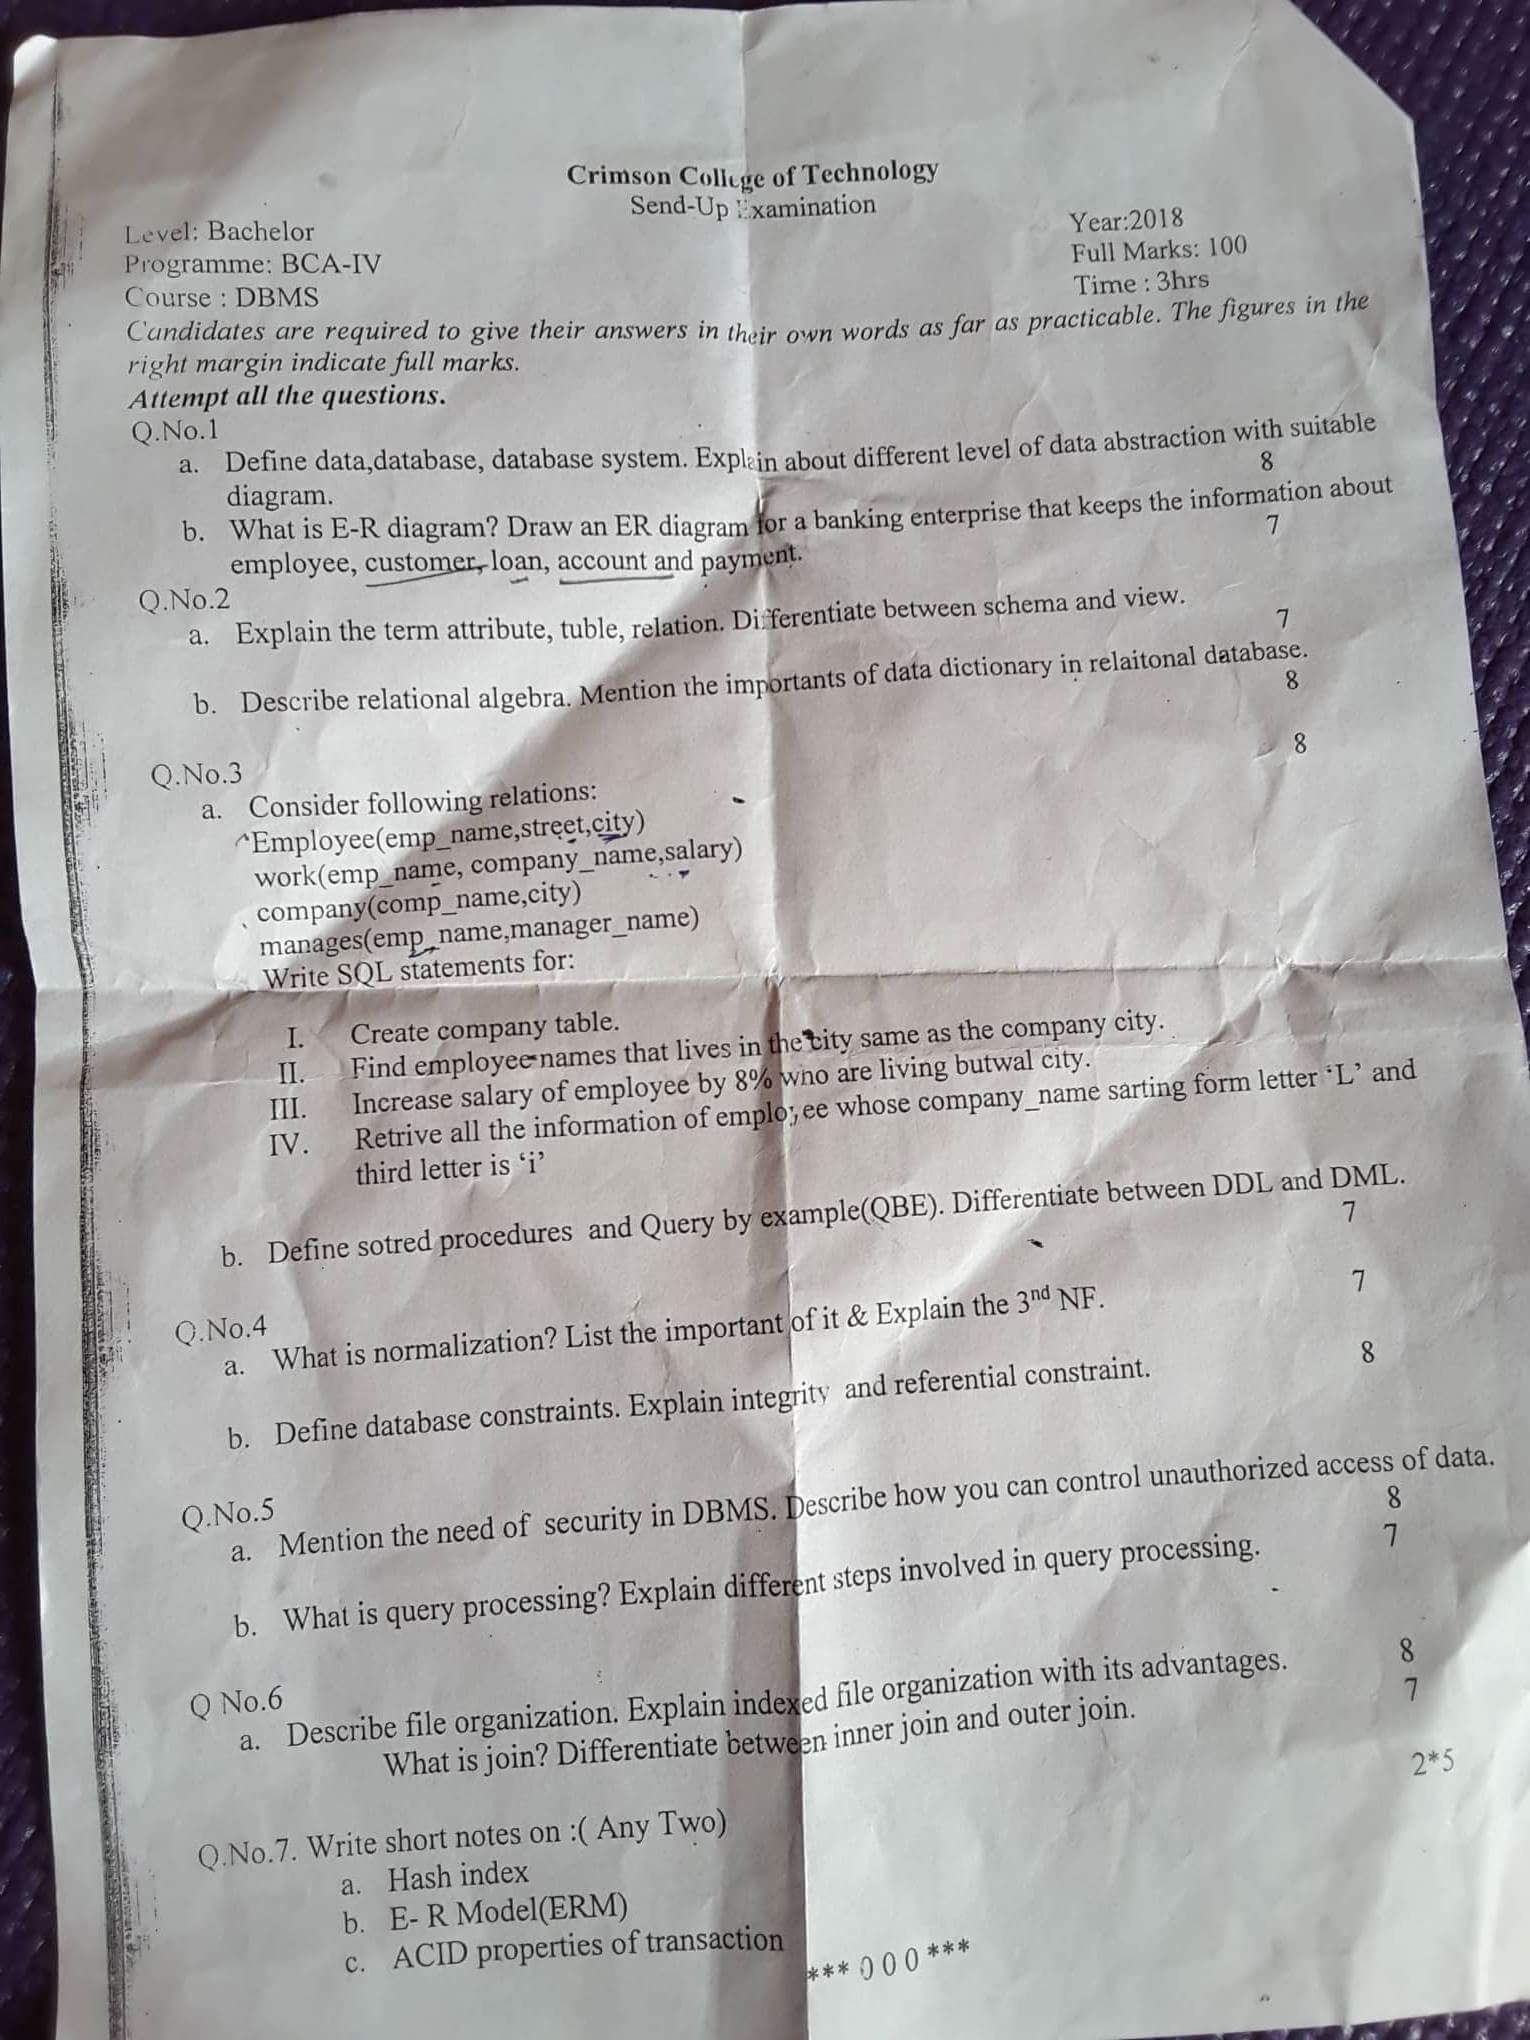 Crimson College of Technology
Send-Up Examination
Level: Bachelor
Year:2018
Programme: BCA-IV
Full Marks: 100
Course : DBMS
Time : 3hrs
Candidates are required to give their answers in their own words as far as practicable. The figures in the
right margin indicate full marks.
Attempt all the questions.
Q.No.1
a. Define data,database, database system. Explain about different level of data abstraction with suitable
diagram. 8
b. What is E-R diagram? Draw an ER diagram for a banking enterprise that keeps the information about
employee, customer, loan, account and payment. 7
Q.No.2
a. Explain the term attribute, tuble, relation. Differentiate between schema and view.
7
b. Describe relational algebra. Mention the importants of data dictionary in relaitonal database.
8
Q.No.3 8
a. Consider following relations:
Employee(emp_name,street,city)
work(emp_name, company_name,salary)
company(comp_name,city)
manages(emp_name,manager_name)
Write SQL statements for:
I. Create company table.
II. Find employee names that lives in the city same as the company city.
III. Increase salary of employee by 8% who are living butwal city.
IV. Retrive all the information of employee whose company_name sarting form letter ‘L’ and
third letter is ‘i’
b. Define sotred procedures and Query by example(QBE). Differentiate between DDL and DML.
7
Q.No.4 7
a. What is normalization? List the important of it & Explain the 3nd NF.
8
b. Define database constraints. Explain integrity and referential constraint.
Q.No.5
a. Mention the need of security in DBMS. Describe how you can control unauthorized access of data.
8
7
b. What is query processing? Explain different steps involved in query processing.
Q No.6 8
a. Describe file organization. Explain indexed file organization with its advantages.
7
What is join? Differentiate between inner join and outer join.
2*5
Q.No.7. Write short notes on :( Any Two)
a. Hash index
b. E- R Model(ERM)
c. ACID properties of transaction
*** 0 0 0 ***